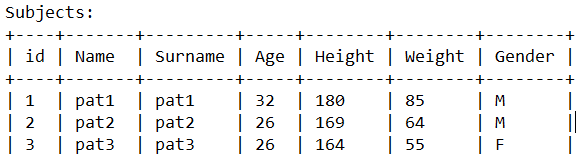 Subjects:
+----+-------+---------+-----+--------+--------+--------+
| id | Name  | Surname | Age | Height | Weight | Gender |
+----+-------+---------+-----+--------+--------+--------+
| 1  | pat1  | pat1    | 32  | 180    | 85     | M      |
| 2  | pat2  | pat2    | 26  | 169    | 64     | M      |
| 3  | pat3  | pat3    | 26  | 164    | 55     | F      |